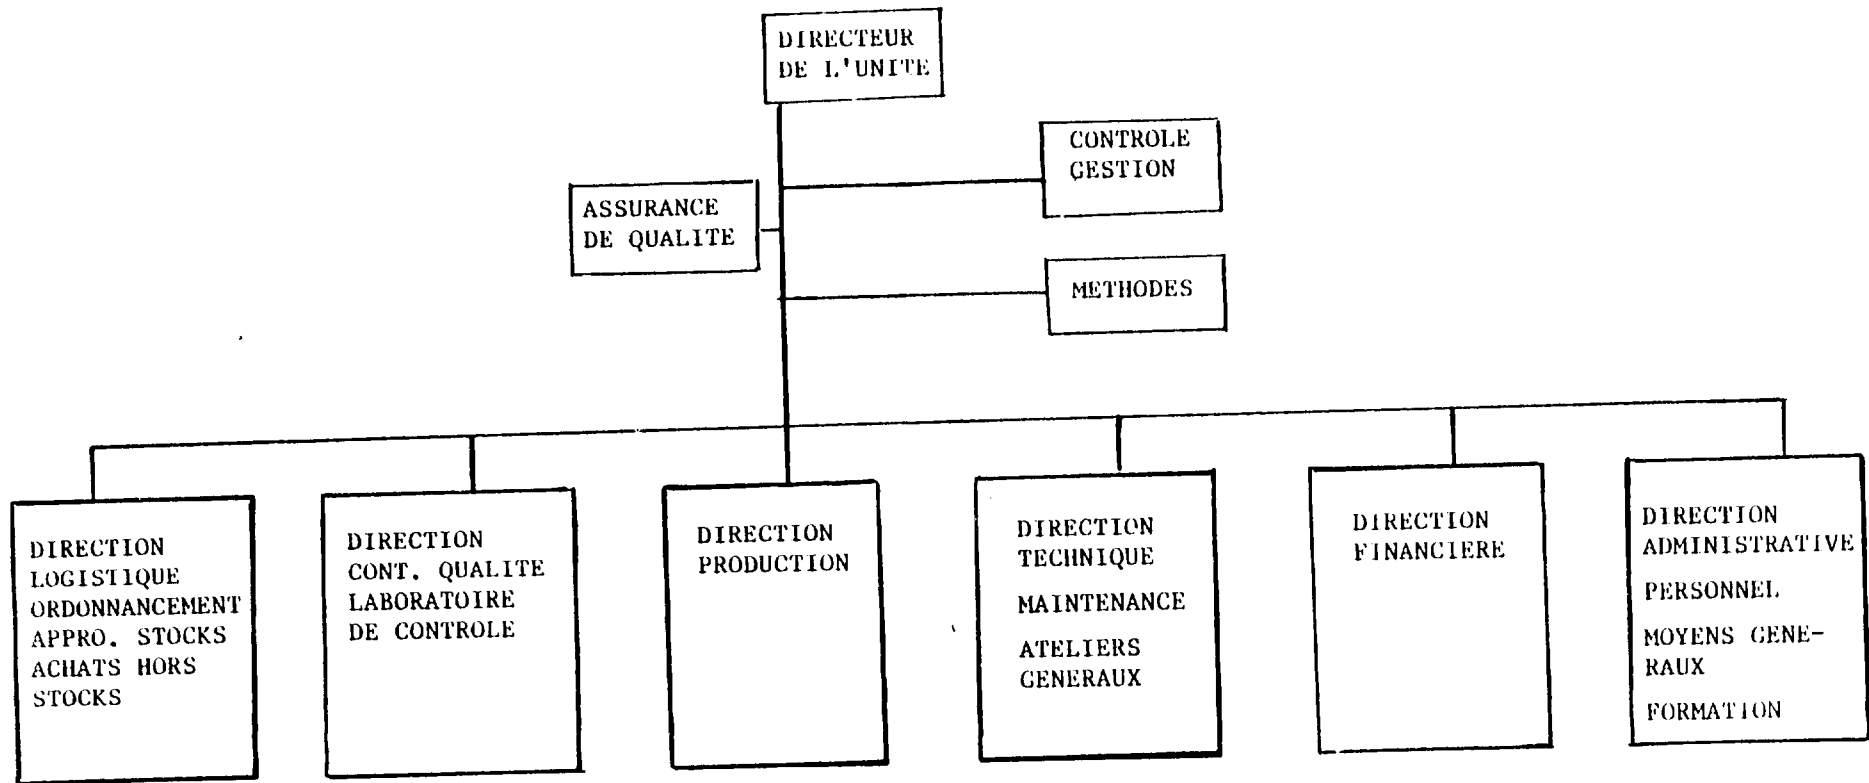 DIRECTEUR
DE L'UNITE
CONTROLE
GESTION
ASSURANCE
DE QUALITE
METHODES
DIRECTION
LOGISTIQUE
ORDONNANCEMENT
APPRO. STOCKS
ACHATS HORS
STOCKS
DIRECTION
CONT. QUALITE
LABORATOIRE
DE CONTROLE
DIRECTION
PRODUCTION
DIRECTION
TECHNIQUE
MAINTENANCE
ATELIERS
GENERAUX
DIRECTION
FINANCIERE
DIRECTION
ADMINISTRATIVE
PERSONNEL
MOYENS GENE-
RAUX
FORMATION